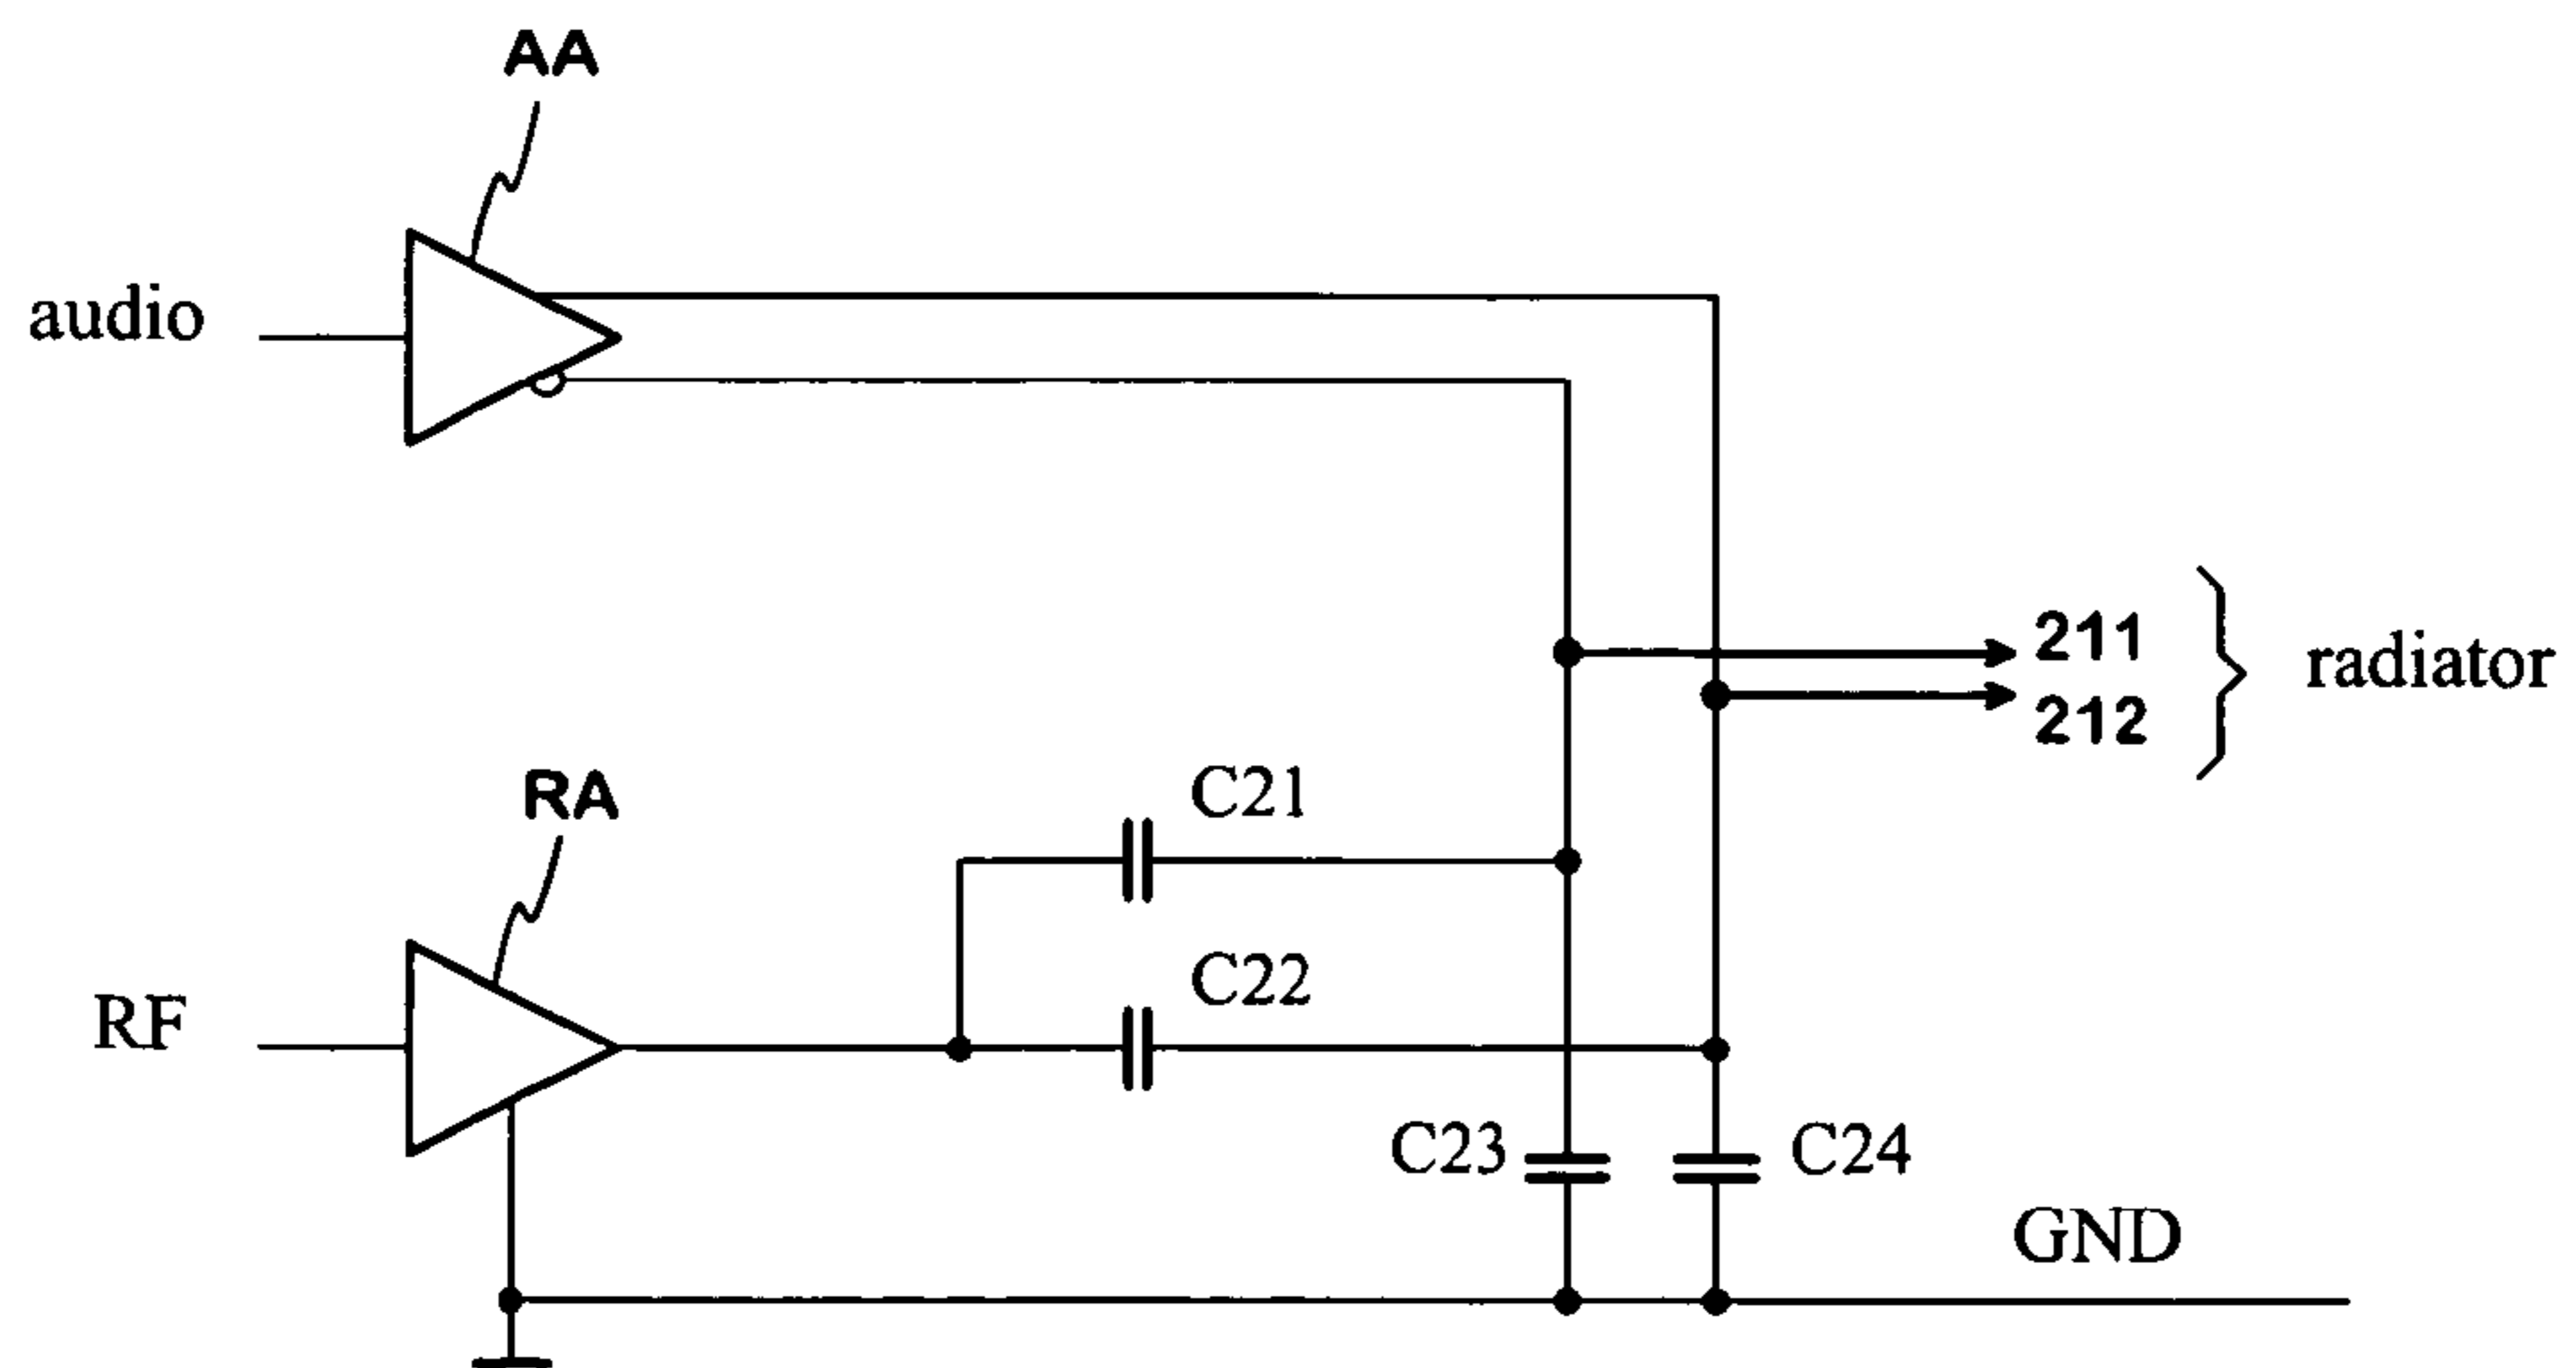 AA
audio
211
212
radiator
C21
RA
C22
RF
C23
C24
GND